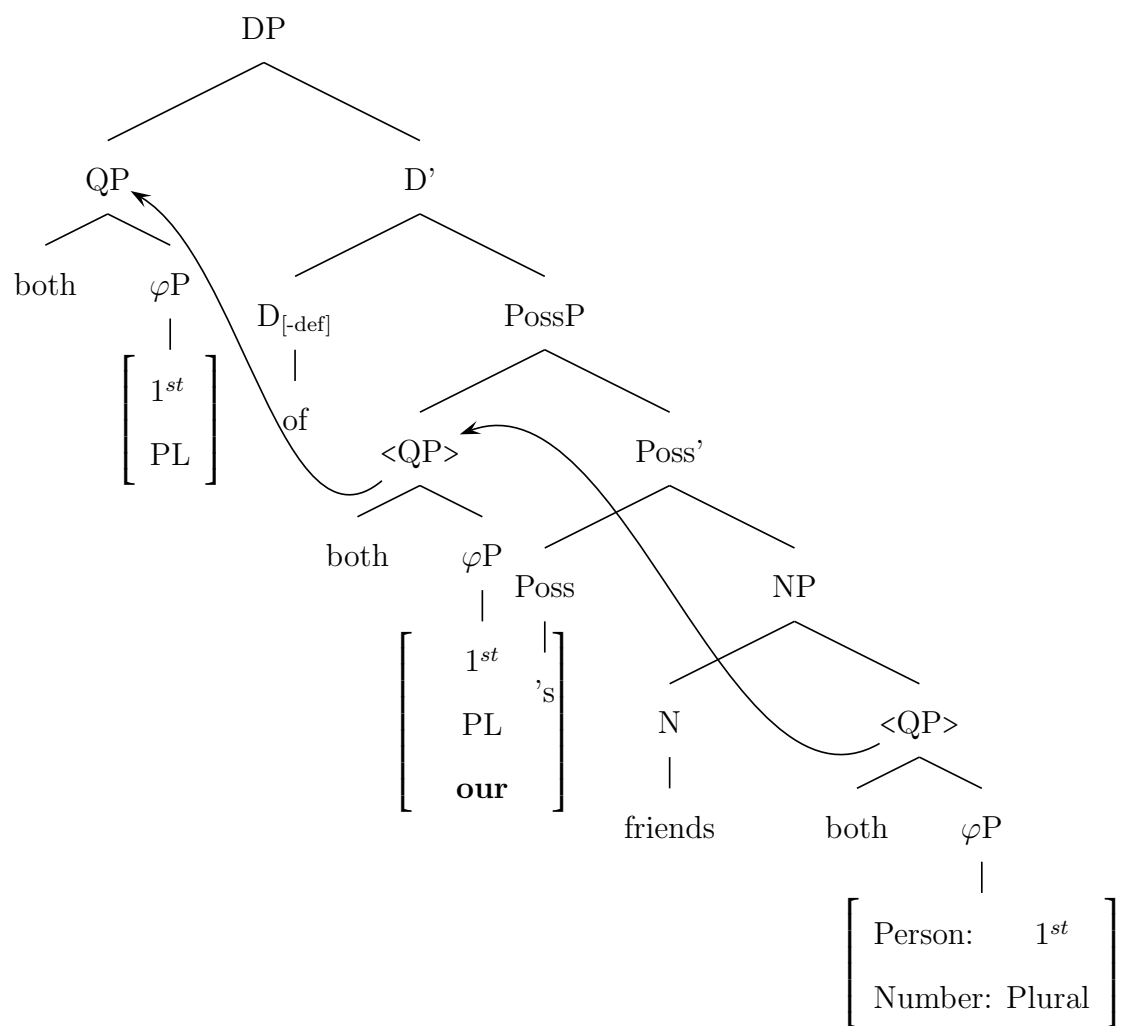 DP
QP D'
both φP D[-def] PossP
1st
PL
of
<QP> Poss'
both φP Poss NP
1st
's
PL
our
N <QP>
friends both φP
Person: 1st
Number: Plural